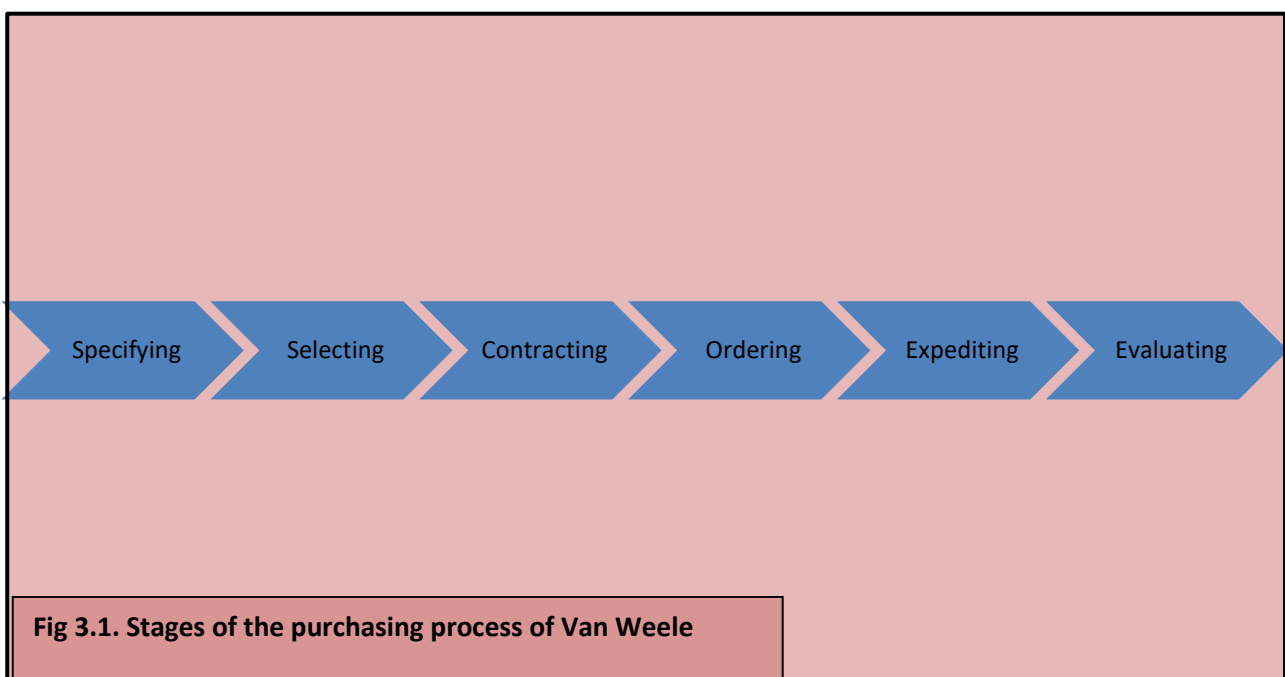 Specifying Selecting Contracting Ordering Expediting Evaluating
Fig 3.1. Stages of the purchasing process of Van Weele